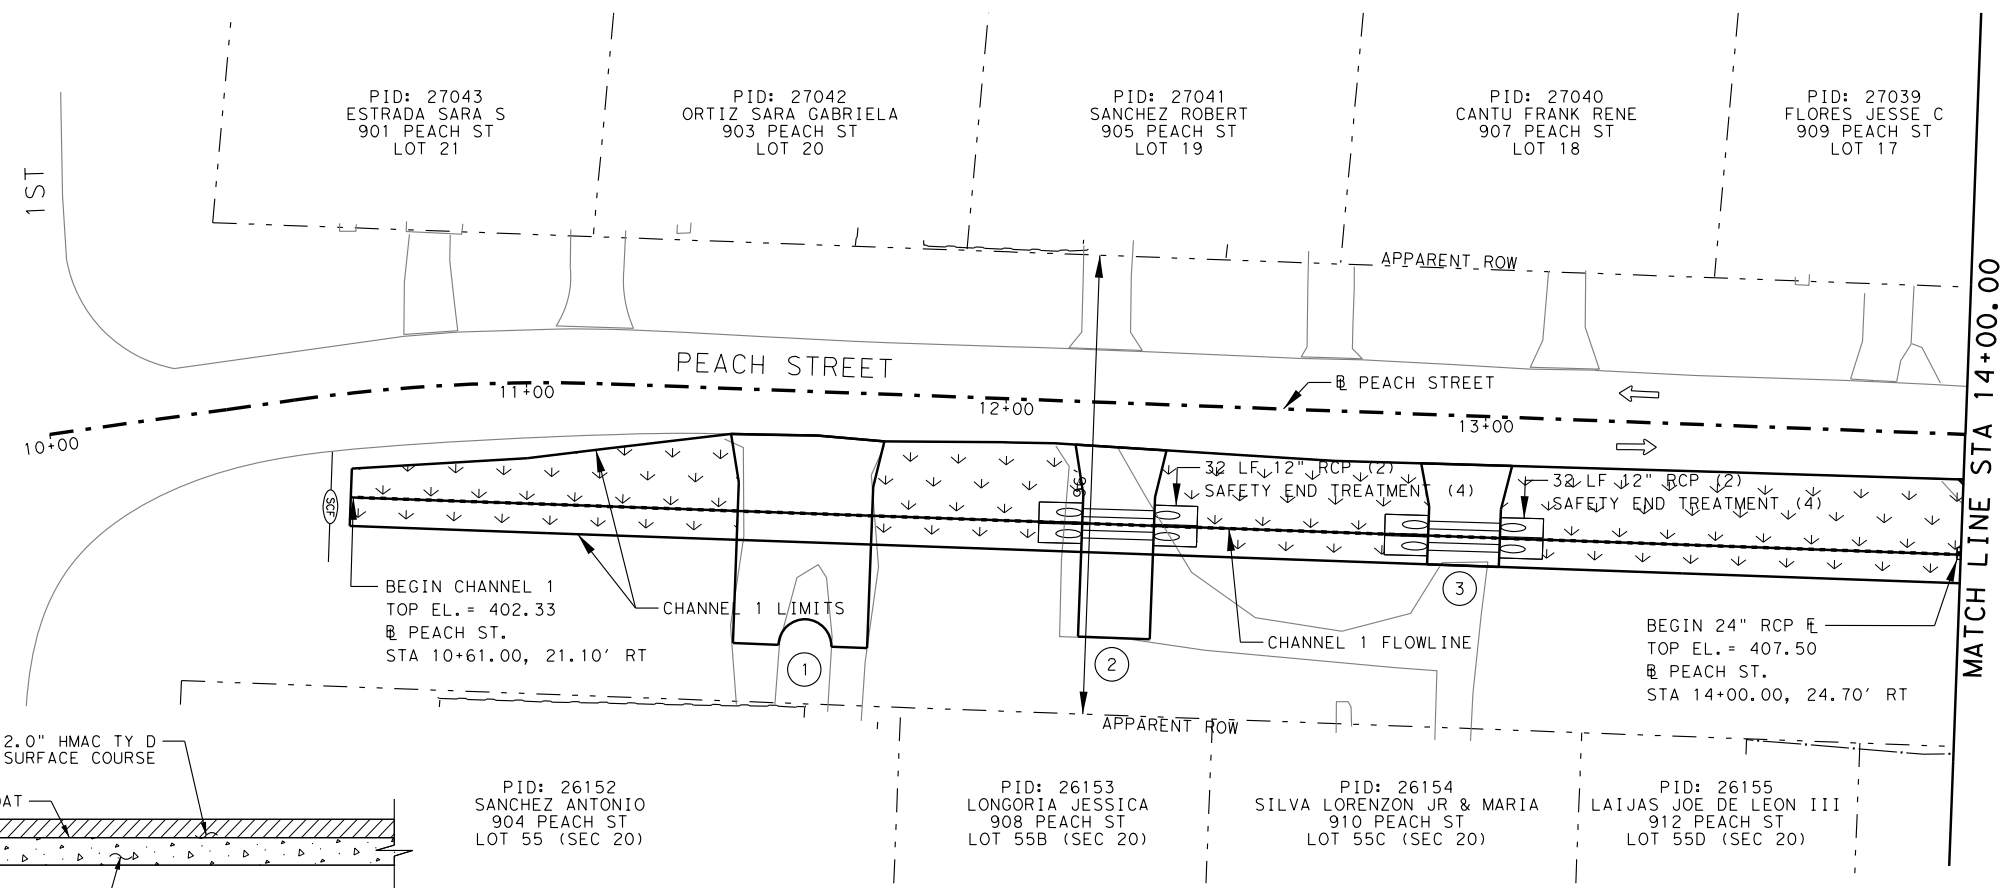 PID: 27043
ESTRADA SARA S
901 PEACH ST
LOT 21
PID: 27042
ORTIZ SARA GABRIELA
903 PEACH ST
LOT 20
PID: 27041
SANCHEZ ROBERT
905 PEACH ST
LOT 19
PID: 27040
CANTU FRANK RENE
907 PEACH ST
LOT 18
PID: 27039
FLORES JESSE C
909 PEACH ST
LOT 17
1ST
APPARENT ROW
PEACH STREET
℄ PEACH STREET
10+00
11+00
12+00
13+00
MATCH LINE STA 14+00.00
32 LF 12" RCP (2)
SAFETY END TREATMENT (4)
32 LF 12" RCP (2)
SAFETY END TREATMENT (4)
SCF
BEGIN CHANNEL 1
TOP EL.= 402.33
℄ PEACH ST.
STA 10+61.00, 21.10' RT
CHANNEL 1 LIMITS
1
2
3
CHANNEL 1 FLOWLINE
BEGIN 24" RCP FL
TOP EL.= 407.50
℄ PEACH ST.
STA 14+00.00, 24.70' RT
APPARENT ROW
2.0" HMAC TY D
SURFACE COURSE
PID: 26152
SANCHEZ ANTONIO
904 PEACH ST
LOT 55 (SEC 20)
PID: 26153
LONGORIA JESSICA
908 PEACH ST
LOT 55B (SEC 20)
PID: 26154
SILVA LORENZON JR & MARIA
910 PEACH ST
LOT 55C (SEC 20)
PID: 26155
LAIJAS JOE DE LEON III
912 PEACH ST
LOT 55D (SEC 20)